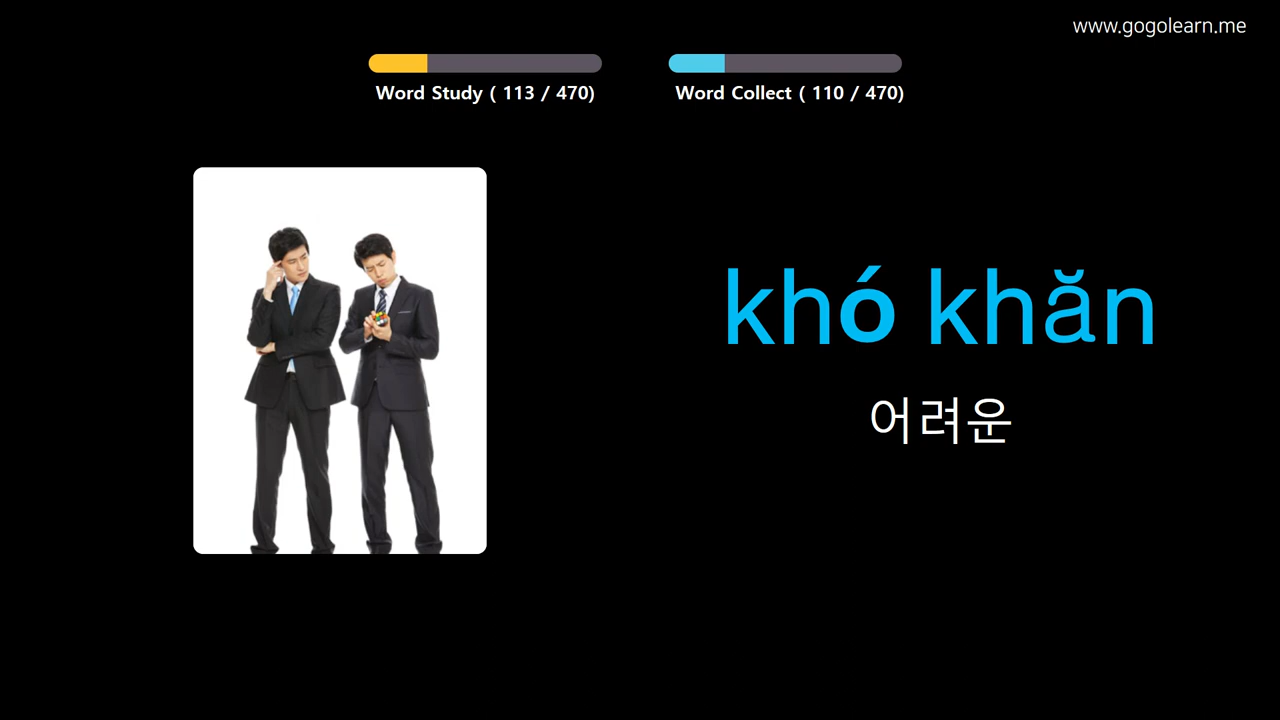 www.gogolearn.me
Word Study ( 113 / 470)
Word Collect ( 110 / 470)
khó khăn
어려운